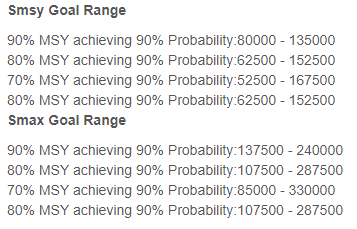 Smsy Goal Range
90% MSY achieving 90% Probability:80000 - 135000
80% MSY achieving 90% Probability:62500 - 152500
70% MSY achieving 90% Probability:52500 - 167500
80% MSY achieving 90% Probability:62500 - 152500
Smax Goal Range
90% MSY achieving 90% Probability:137500 - 240000
80% MSY achieving 90% Probability:107500 - 287500
70% MSY achieving 90% Probability:85000 - 330000
80% MSY achieving 90% Probability:107500 - 287500